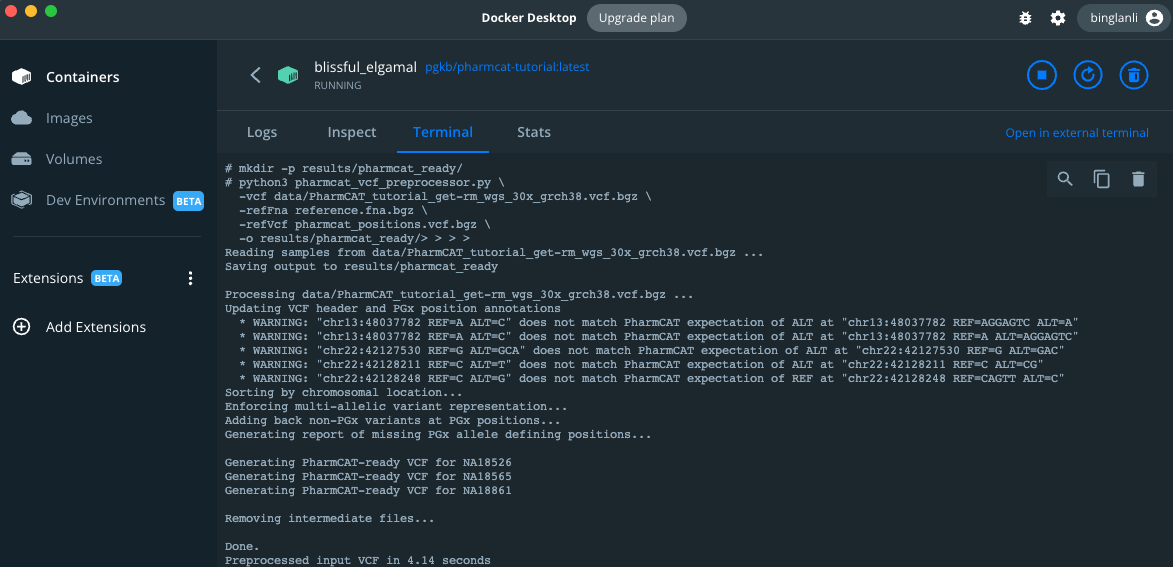 Docker Desktop Upgrade plan binglanli
Containers
Images
Volumes
Dev Environments BETA
Extensions BETA
Add Extensions
blissful_elgamal pgkb/pharmcat-tutorial:latest
RUNNING
Logs Inspect Terminal Stats Open in external terminal
# mkdir -p results/pharmcat_ready/
# python3 pharmcat_vcf_preprocessor.py \
-vcf data/PharmCAT_tutorial_get-rm_wgs_30x_grch38.vcf.bgz \
-refFna reference.fna.bgz \
-refVcf pharmcat_positions.vcf.bgz \
-o results/pharmcat_ready/> > > >
Reading samples from data/PharmCAT_tutorial_get-rm_wgs_30x_grch38.vcf.bgz ...
Saving output to results/pharmcat_ready
Processing data/PharmCAT_tutorial_get-rm_wgs_30x_grch38.vcf.bgz ...
Updating VCF header and PGx position annotations
* WARNING: "chr13:48037782 REF=A ALT=C" does not match PharmCAT expectation of ALT at "chr13:48037782 REF=AGGAGTC ALT=A"
* WARNING: "chr13:48037782 REF=A ALT=C" does not match PharmCAT expectation of ALT at "chr13:48037782 REF=A ALT=AGGAGTC"
* WARNING: "chr22:42127530 REF=G ALT=GCA" does not match PharmCAT expectation of ALT at "chr22:42127530 REF=G ALT=GAC"
* WARNING: "chr22:42128211 REF=C ALT=T" does not match PharmCAT expectation of ALT at "chr22:42128211 REF=C ALT=CG"
* WARNING: "chr22:42128248 REF=C ALT=G" does not match PharmCAT expectation of REF at "chr22:42128248 REF=CAGTT ALT=C"
Sorting by chromosomal location...
Enforcing multi-allelic variant representation...
Adding back non-PGx variants at PGx positions...
Generating report of missing PGx allele defining positions...
Generating PharmCAT-ready VCF for NA18526
Generating PharmCAT-ready VCF for NA18565
Generating PharmCAT-ready VCF for NA18861
Removing intermediate files...
Done.
Preprocessed input VCF in 4.14 seconds